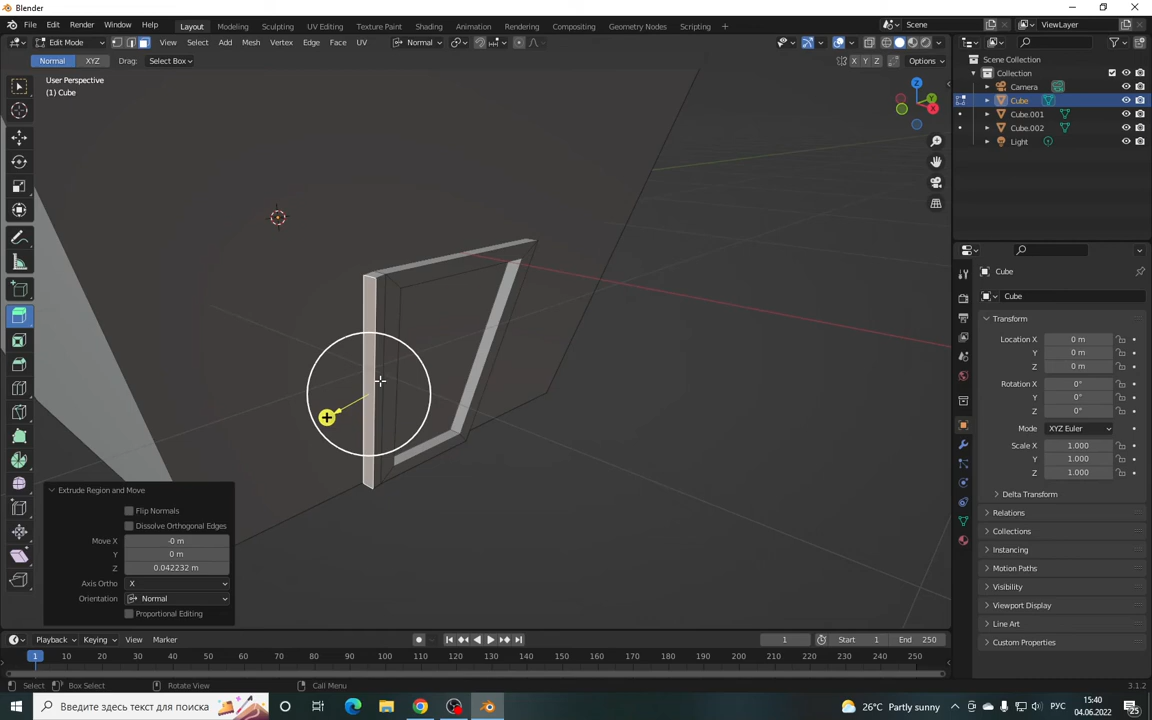 Blender
File Edit Render Window Help Layout Modeling Sculpting UV Editing Texture Paint Shading Animation Rendering Compositing Geometry Nodes Scripting Scene ViewLayer
Edit Mode View Select Add Mesh Vertex Edge Face UV Normal
Normal XYZ Drag: Select Box X Y Z Options
User Perspective
(1) Cube
Z
Y
X
Scene Collection
Collection
Camera
Cube
Cube.001
Cube.002
Light
Cube
Cube
Transform
Location X 0 m
Y 0 m
Z 0 m
Rotation X 0°
Y 0°
Z 0°
Mode XYZ Euler
Scale X 1.000
Y 1.000
Z 1.000
Delta Transform
Relations
Collections
Instancing
Motion Paths
Visibility
Viewport Display
Line Art
Custom Properties
Extrude Region and Move
Flip Normals
Dissolve Orthogonal Edges
Move X -0 m
Y 0 m
Z 0.042232 m
Axis Ortho X
Orientation Normal
Proportional Editing
Playback Keying View Marker 1 Start 1 End 250
1 10 20 30 40 50 60 70 80 90 100 110 120 130 140 150 160 170 180 190 200 210 220 230 240 250
Select Box Select Rotate View Call Menu 3.1.2
Введите здесь текст для поиска 26°C Partly sunny РУС 15:40 04.06.2022 25